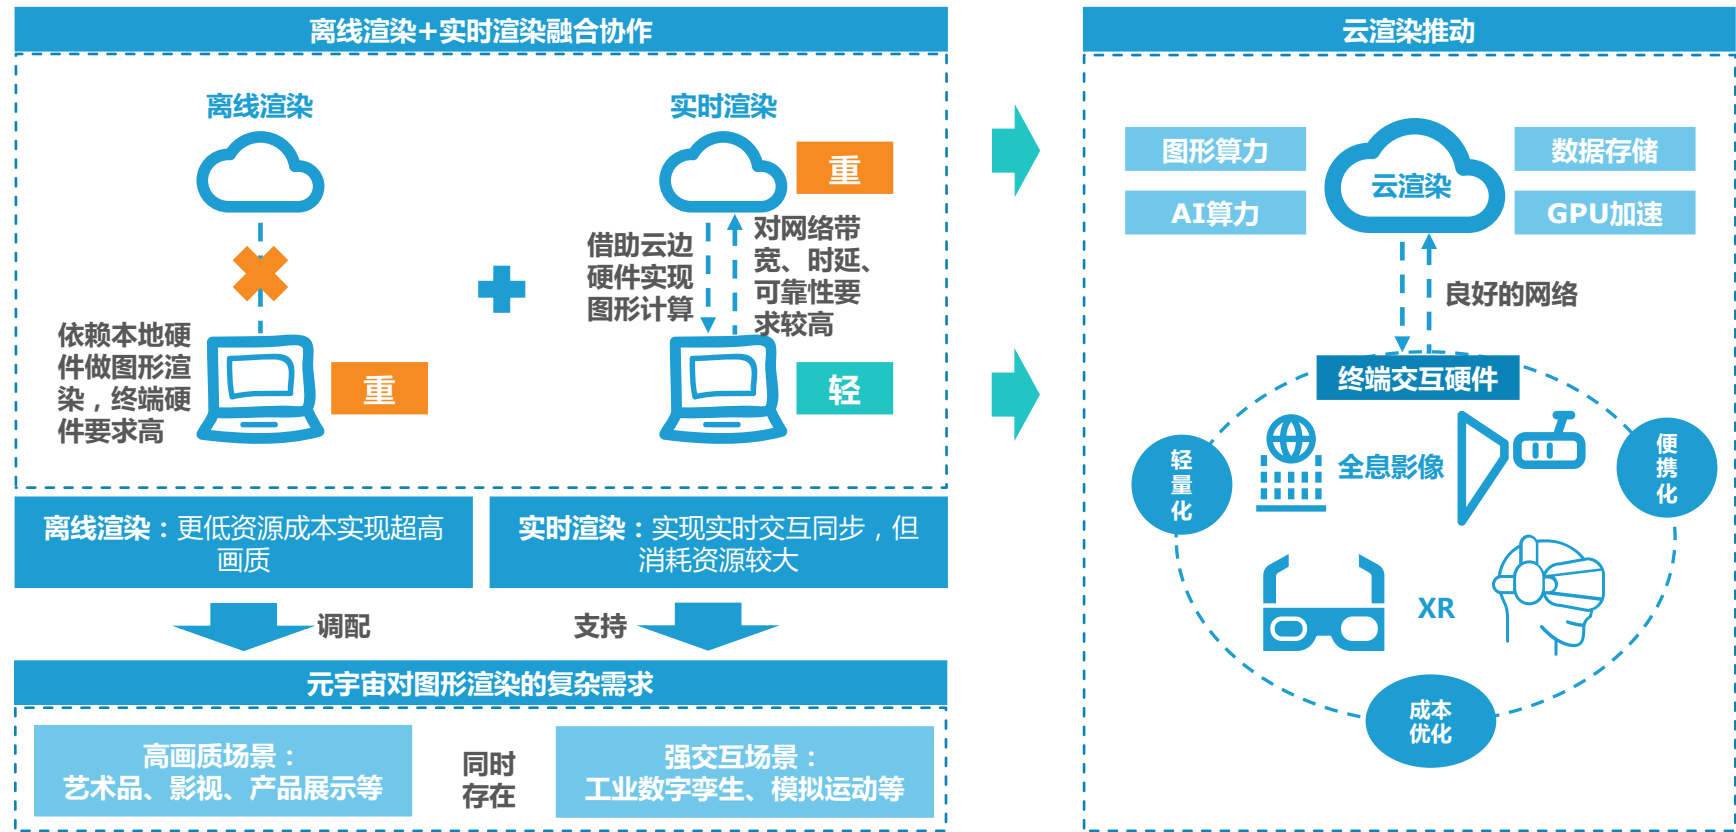 离线渲染+实时渲染融合协作
离线渲染
实时渲染
重
借助云边
硬件实现
图形计算
对网络带
宽、时延、
可靠性要
求较高
依赖本地硬
件做图形渲
染，终端硬
件要求高
重
轻
离线渲染：更低资源成本实现超高
画质
实时渲染：实现实时交互同步，但
消耗资源较大
调配
支持
元宇宙对图形渲染的复杂需求
高画质场景：
艺术品、影视、产品展示等
同时
存在
强交互场景：
工业数字孪生、模拟运动等
云渲染推动
图形算力
AI算力
云渲染
数据存储
GPU加速
良好的网络
终端交互硬件
轻
量
化
全息影像
便
携
化
XR
成本
优化